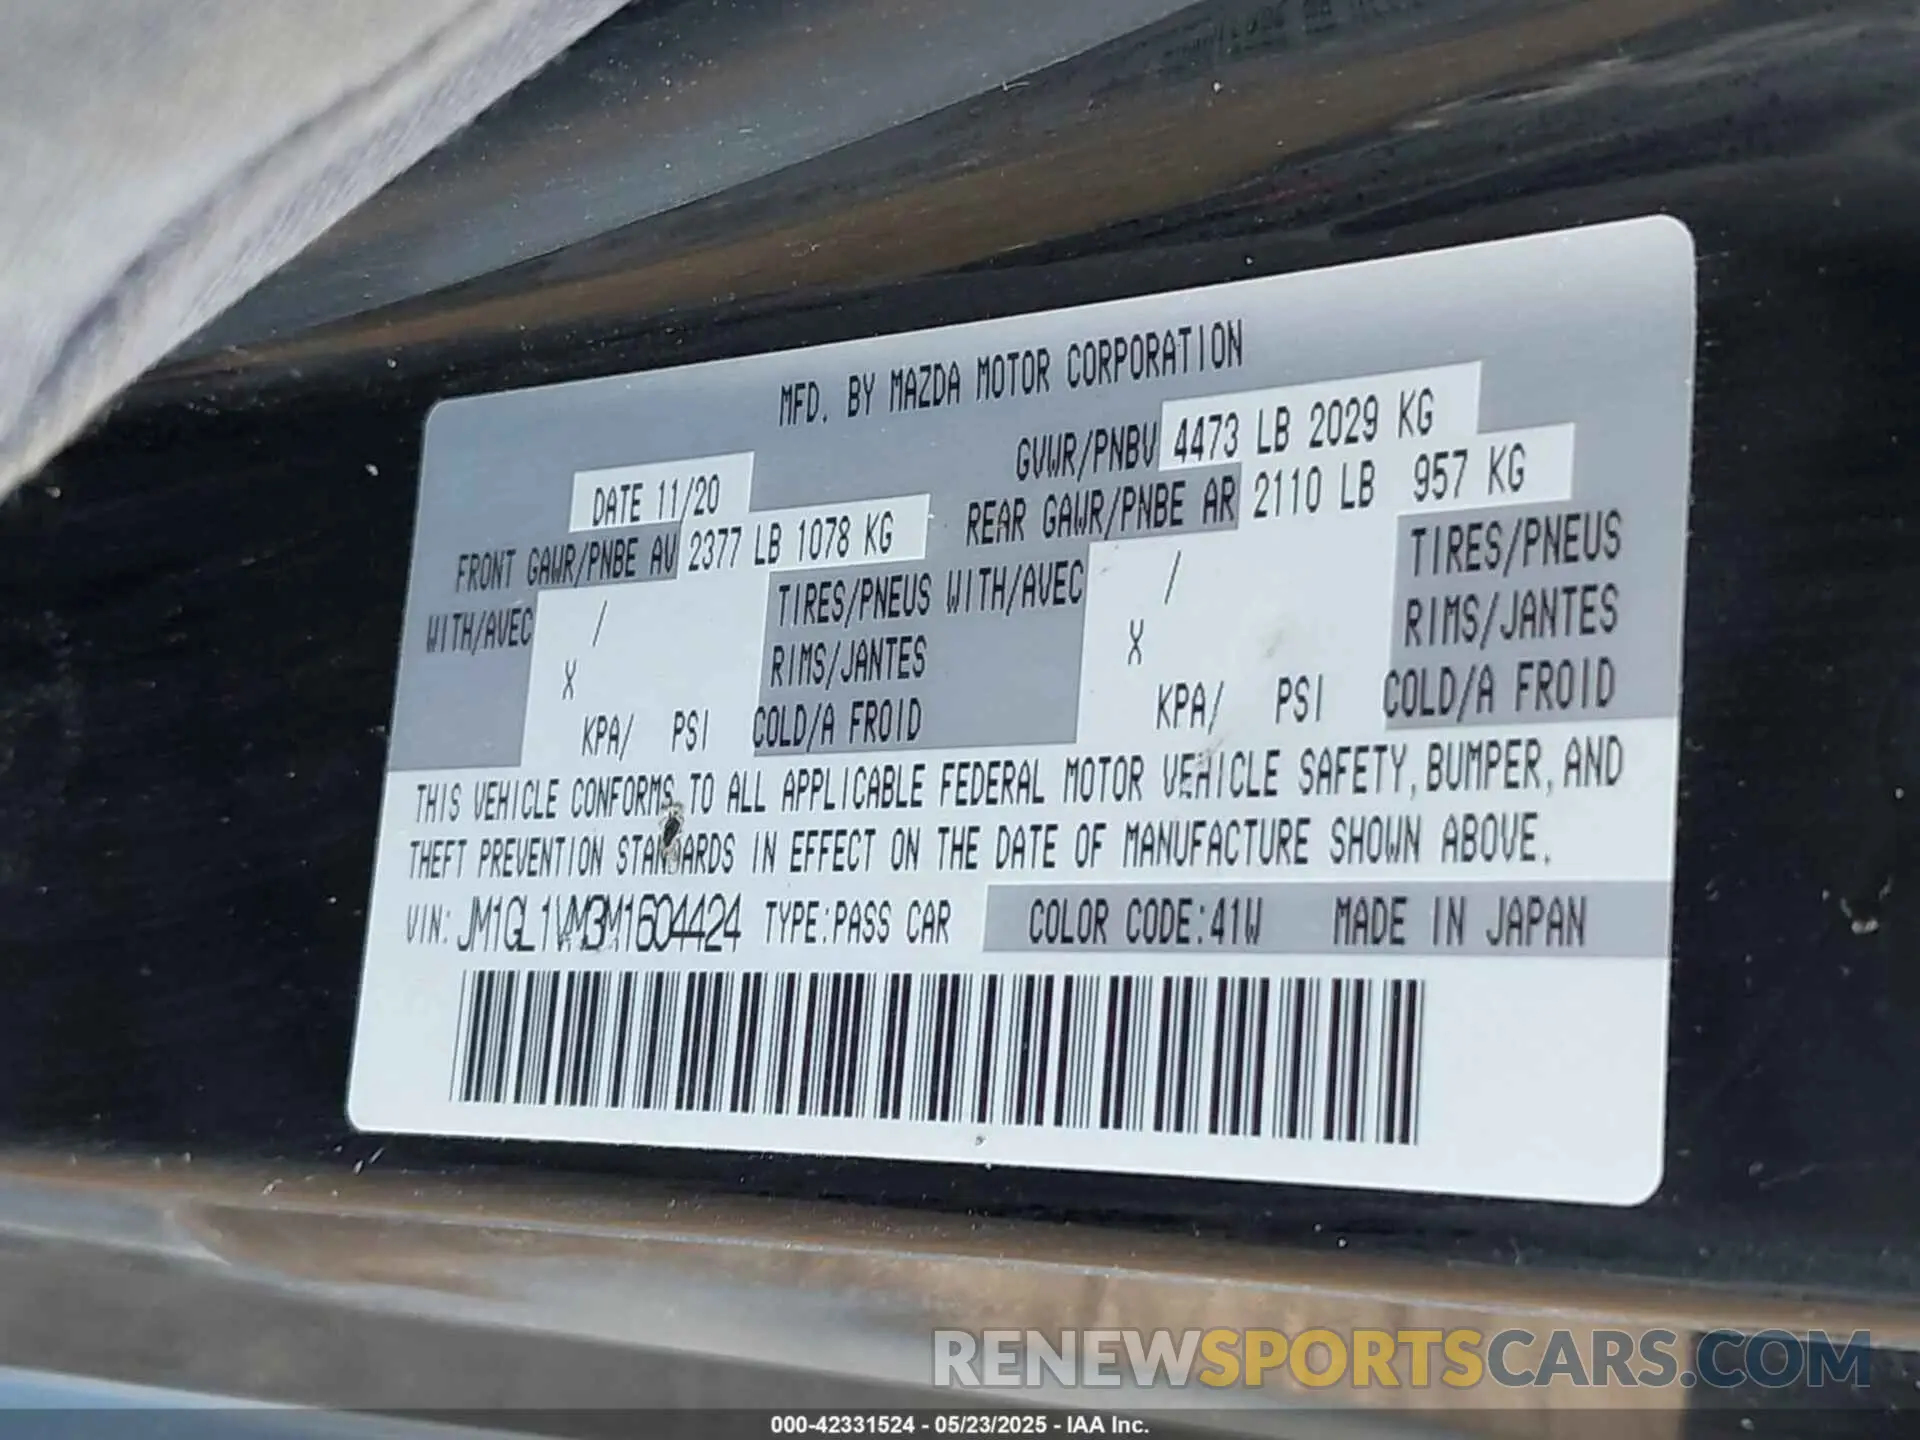 MFD. BY MAZDA MOTOR CORPORATION
DATE 11/20
GVWR/PNBV 4473 LB 2029 KG
FRONT GAWR/PNBE AV 2377 LB 1078 KG
REAR GAWR/PNBE AR 2110 LB 957 KG
WITH/AVEC / TIRES/PNEUS WITH/AVEC / TIRES/PNEUS
X RIMS/JANTES X RIMS/JANTES
KPA/ PSI COLD/A FROID KPA/ PSI COLD/A FROID
THIS VEHICLE CONFORMS TO ALL APPLICABLE FEDERAL MOTOR VEHICLE SAFETY, BUMPER, AND
THEFT PREVENTION STANDARDS IN EFFECT ON THE DATE OF MANUFACTURE SHOWN ABOVE.
VIN: JM1GL1VM3M1604424 TYPE:PASS CAR COLOR CODE:41W MADE IN JAPAN
RENEWSPORTSCARS.COM
000-42331524 - 05/23/2025 - IAA Inc.